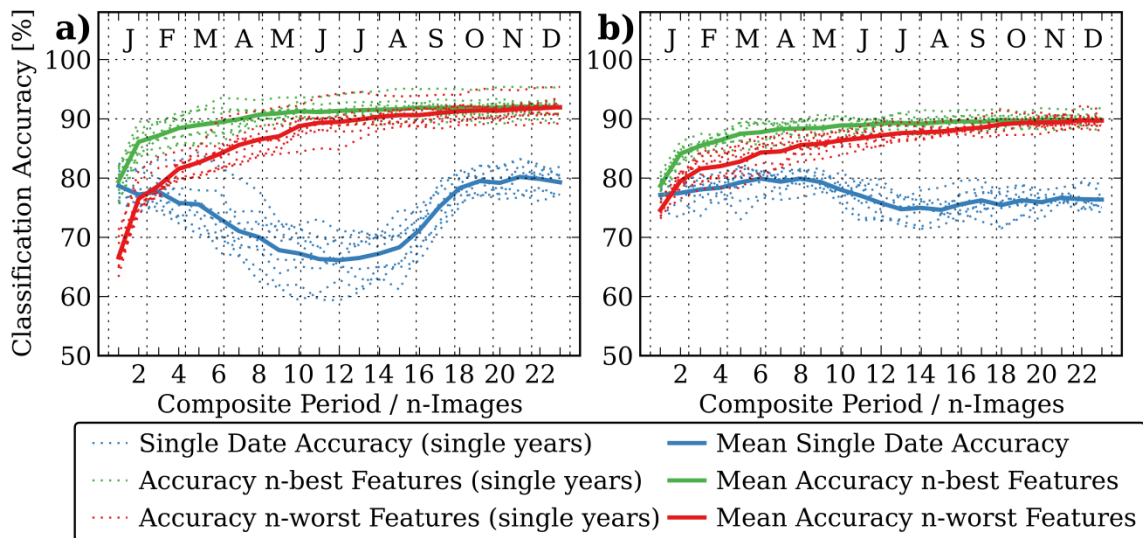 a) J F M A M J J A S O N D
b) J F M A M J J A S O N D
Classification Accuracy [%]
100
90
80
70
60
50
100
90
80
70
60
50
2 4 6 8 10 12 14 16 18 20 22
2 4 6 8 10 12 14 16 18 20 22
Composite Period / n-Images
Composite Period / n-Images
Single Date Accuracy (single years)
Accuracy n-best Features (single years)
Accuracy n-worst Features (single years)
Mean Single Date Accuracy
Mean Accuracy n-best Features
Mean Accuracy n-worst Features